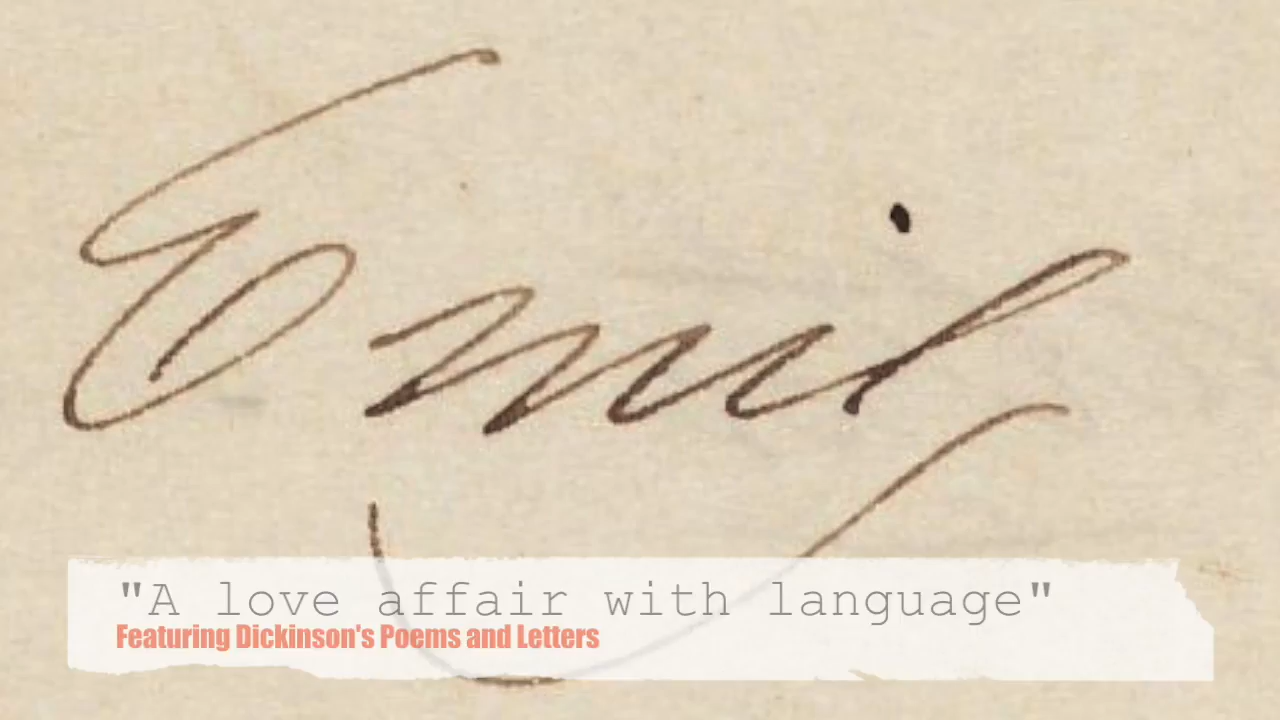 Emily
"A love affair with language"
Featuring Dickinson's Poems and Letters